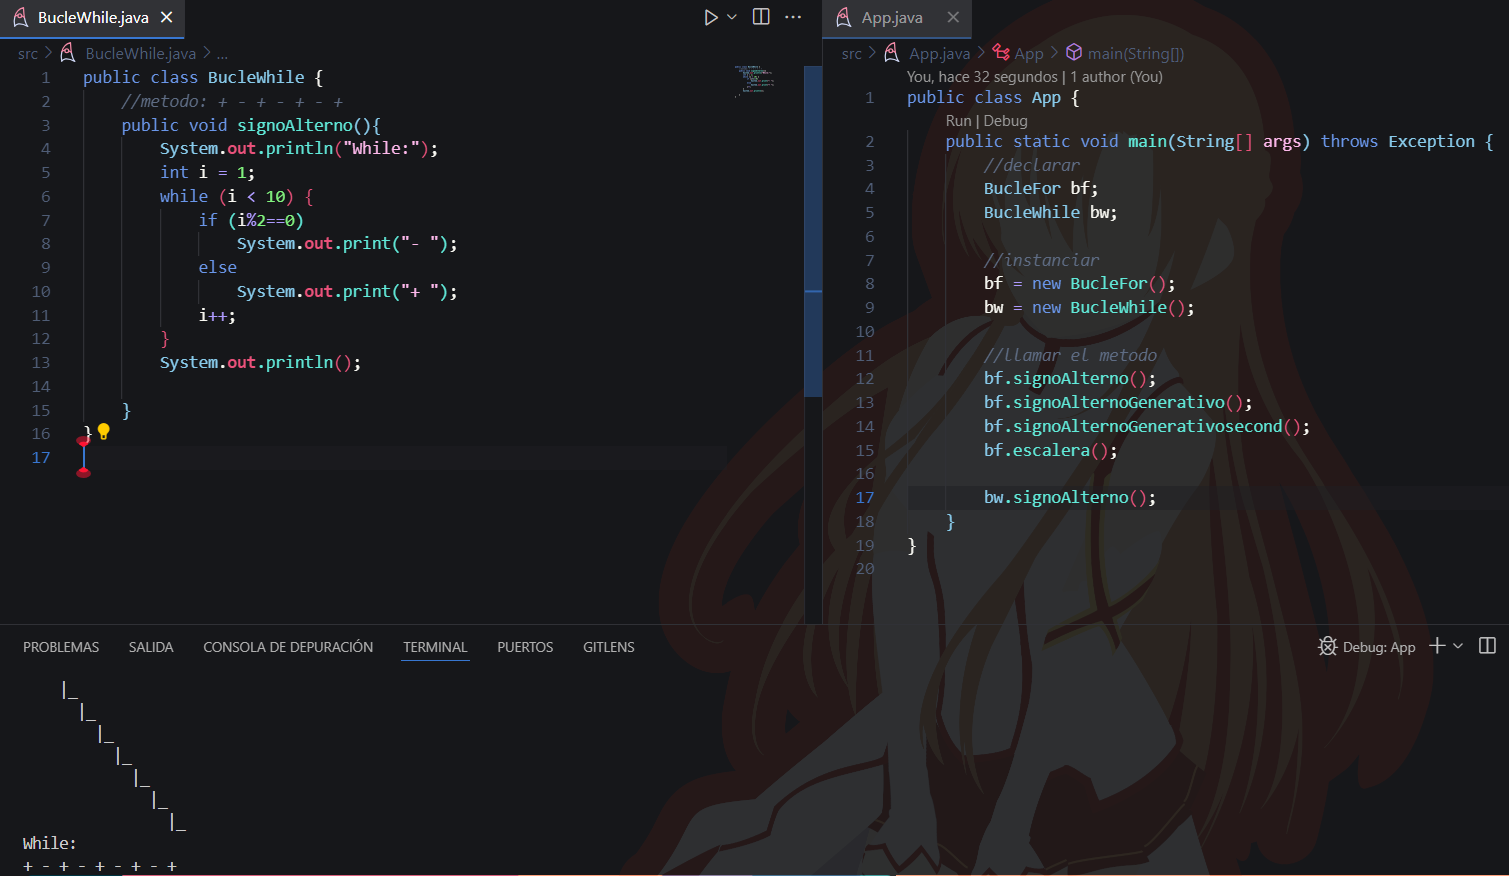 BucleWhile.java
src > BucleWhile.java > ...
1 public class BucleWhile {
2 //metodo: + - + - + - +
3 public void signoAlterno(){
4 System.out.println("While:");
5 int i = 1;
6 while (i < 10) {
7 if (i%2==0)
8 System.out.print("- ");
9 else
10 System.out.print("+ ");
11 i++;
12 }
13 System.out.println();
14
15 }
16 }
17
App.java
src > App.java > App > main(String[])
You, hace 32 segundos | 1 author (You)
1 public class App {
Run | Debug
2 public static void main(String[] args) throws Exception {
3 //declarar
4 BucleFor bf;
5 BucleWhile bw;
6
7 //instanciar
8 bf = new BucleFor();
9 bw = new BucleWhile();
10
11 //llamar el metodo
12 bf.signoAlterno();
13 bf.signoAlternoGenerativo();
14 bf.signoAlternoGenerativosecond();
15 bf.escalera();
16
17 bw.signoAlterno();
18 }
19 }
20
PROBLEMAS SALIDA CONSOLA DE DEPURACIÓN TERMINAL PUERTOS GITLENS
Debug: App
|_
|_
|_
|_
|_
|_
|_
While:
+ - + - + - + - +